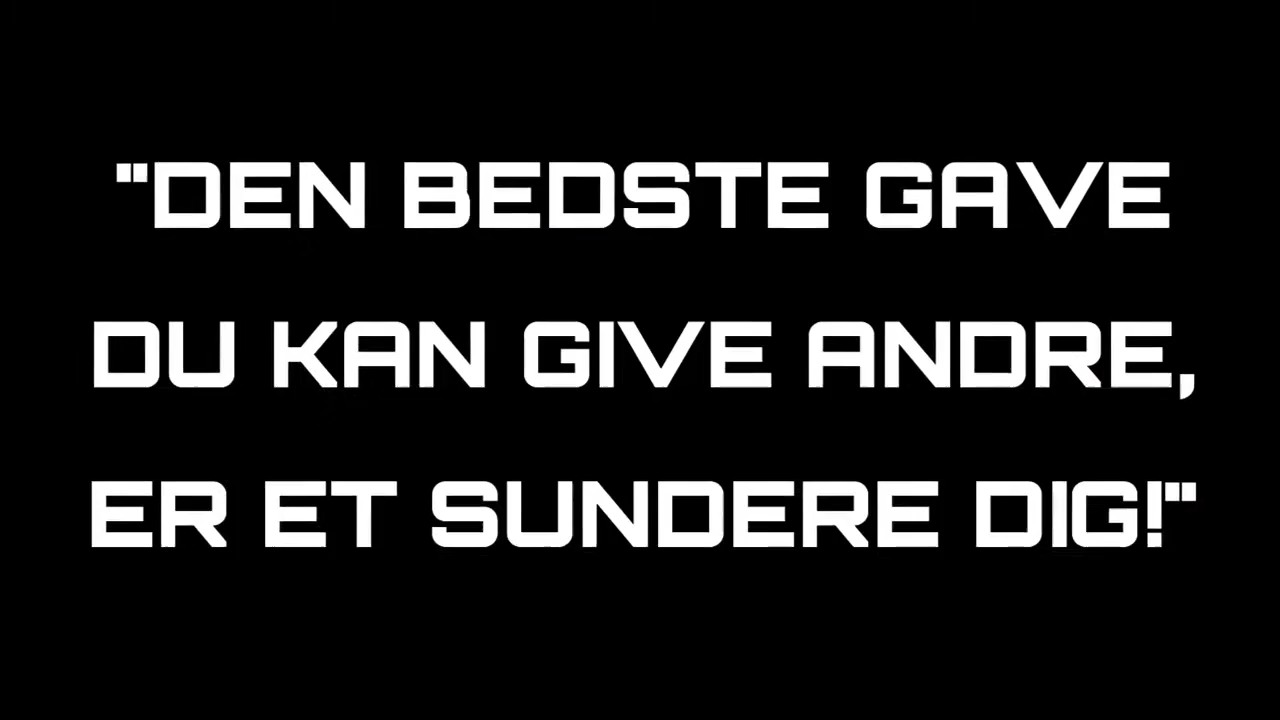 "DEN BEDSTE GAVE
DU KAN GIVE ANDRE,
ER ET SUNDERE DIG!"